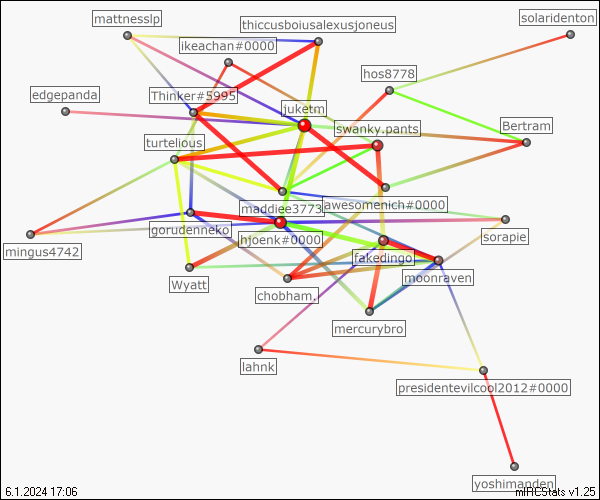 mattnesslp
thiccusboiusalexusjoneus
solaridenton
ikeachan#0000
hos8778
edgepanda
Thinker#5995
juketn1
swanky.pants
Bertram
turtelious
maddiee3773
awesomenich#0000
gorudenneko
hjoenk#0000
sorapie
mingus4742
fakedingo
moonraven
Wyatt
chobham.
mercurybro
lahnk
presidentevilcool2012#0000
yoshimanden
6.1.2024 17:06
mIRCStats v1.25